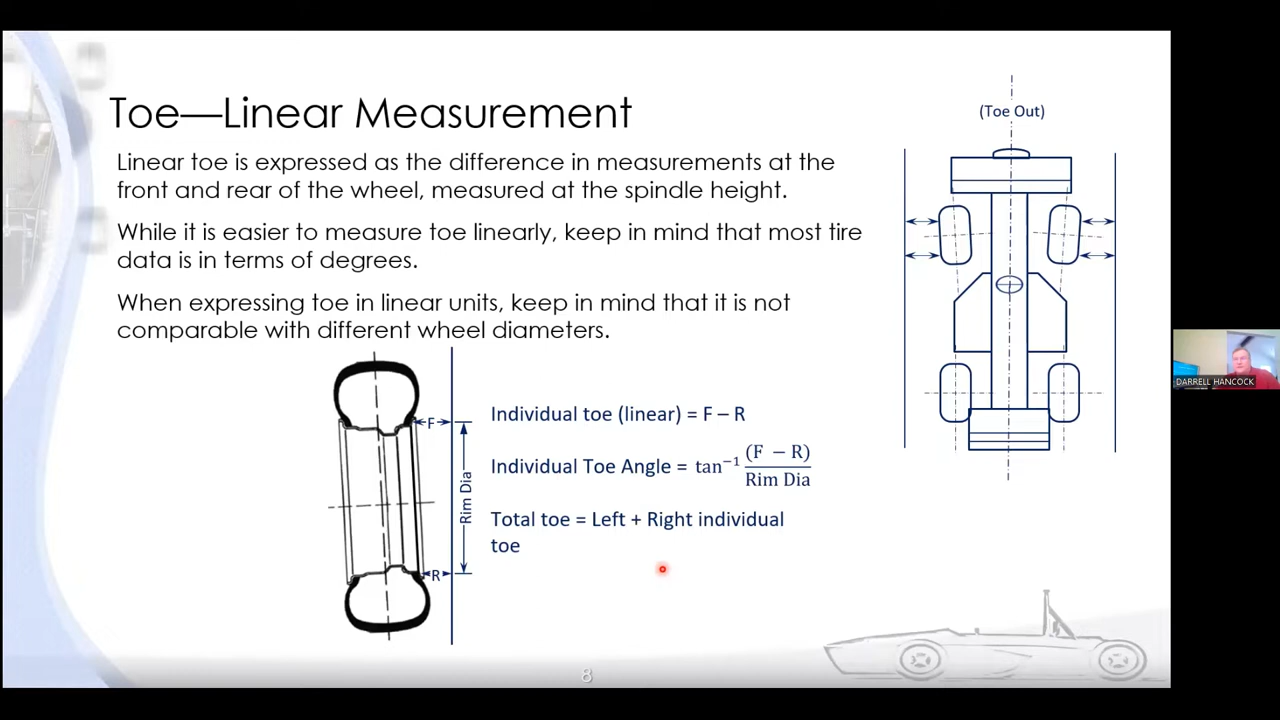 Toe—Linear Measurement
Linear toe is expressed as the difference in measurements at the
front and rear of the wheel, measured at the spindle height.
While it is easier to measure toe linearly, keep in mind that most tire
data is in terms of degrees.
When expressing toe in linear units, keep in mind that it is not
comparable with different wheel diameters.
(Toe Out)
F
Rim Dia
R
Individual toe (linear) = F – R
Individual Toe Angle = tan⁻¹ (F – R)
Rim Dia
Total toe = Left + Right individual
toe
DARRELL HANCOCK
8